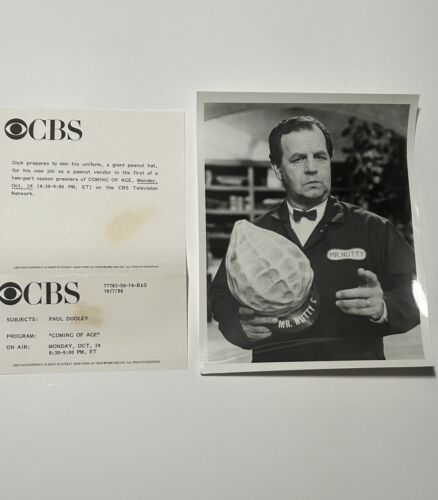 CBS
Dick prepares to don his uniform, a giant peanut hat,
for his new job as a peanut vendor in the first of a
two-part season premiere of COMING OF AGE, Monday,
Oct. 24 (8:30-9:00 PM, ET) on the CBS Television
Network.
CBS
77782-50-1A-B&S
10/7/88
SUBJECTS: PAUL DOOLEY
PROGRAM: "COMING OF AGE"
ON AIR: MONDAY, OCT. 24
8:30-9:00 PM, ET
MR. NUTTY
MR. NUTTY